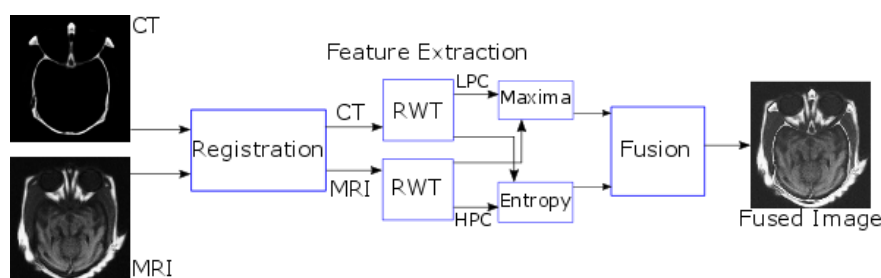 CT
Feature Extraction
LPC
CT
RWT
Maxima
Registration
Fusion
MRI
RWT
Entropy
HPC
Fused Image
MRI